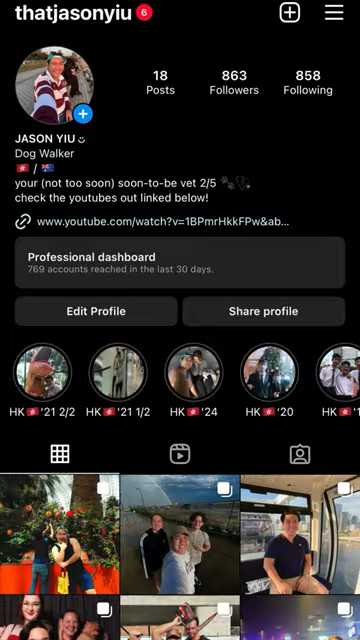 thatjasonyiu 6
18 863 858
Posts Followers Following
JASON YIU
Dog Walker
🇭🇰 / 🇦🇺
your (not too soon) soon-to-be vet 2/5 🐾🩺
check the youtubes out linked below!
www.youtube.com/watch?v=1BPmrHkkFPw&ab...
Professional dashboard
769 accounts reached in the last 30 days.
Edit Profile Share profile
HK🇭🇰'21 2/2 HK🇭🇰'21 1/2 HK🇭🇰'24 HK🇭🇰'20 HK🇭🇰'1